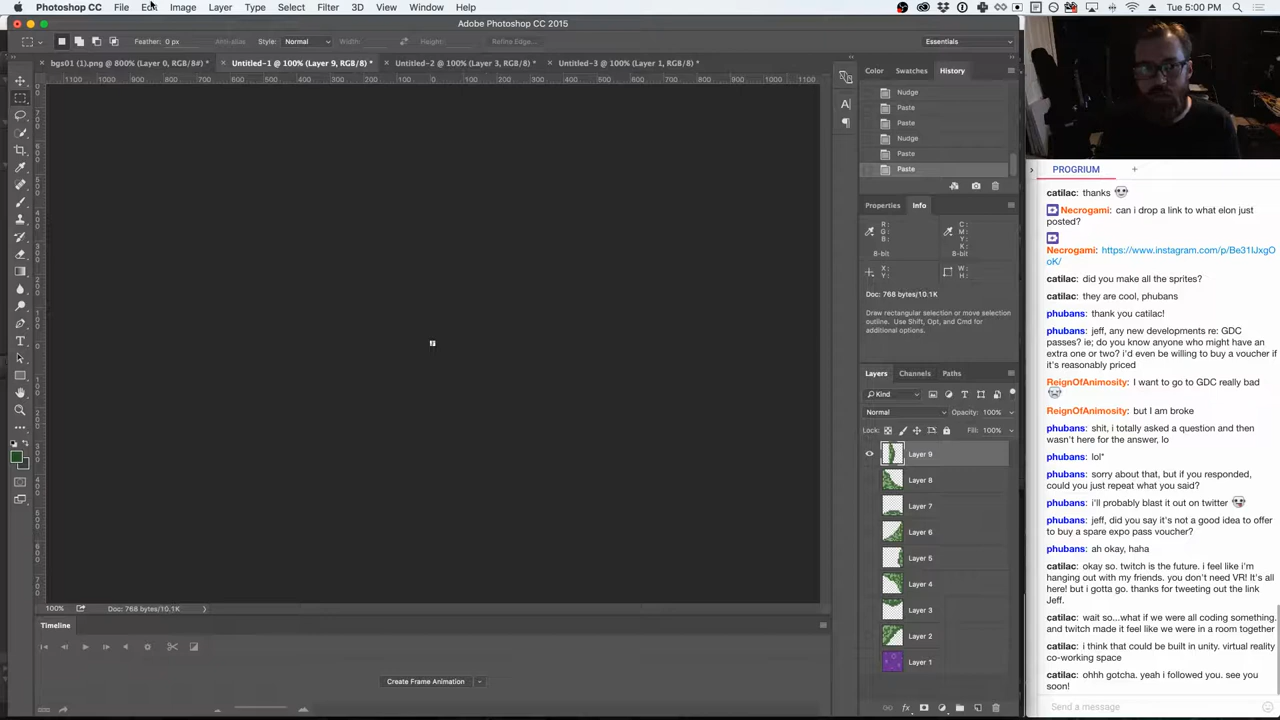 Photoshop CC File Edit Image Layer Type Select Filter 3D View Window Help
Tue 5:00 PM
Adobe Photoshop CC 2015
Feather: 0 px Anti-alias Style: Normal Width: Height: Refine Edge... Essentials
bgs01 (1).png @ 800% (Layer 0, RGB/8#) * Untitled-1 @ 100% (Layer 9, RGB/8) * Untitled-2 @ 100% (Layer 3, RGB/8) * Untitled-3 @ 100% (Layer 1, RGB/8) *
Color Swatches History
Nudge
Paste
Paste
Nudge
Paste
Paste
Properties Info
R:
G:
B:
8-bit
C:
M:
Y:
K:
8-bit
X:
Y:
W:
H:
Doc: 768 bytes/10.1K
Draw rectangular selection or move selection
outline. Use Shift, Opt, and Cmd for
additional options.
Layers Channels Paths
Kind
Normal Opacity: 100%
Lock: Fill: 100%
Layer 9
Layer 8
Layer 7
Layer 6
Layer 5
Layer 4
Layer 3
Layer 2
Layer 1
100% Doc: 768 bytes/10.1K
Timeline
Create Frame Animation
PROGRIUM +
catilac: thanks
Necrogami: can i drop a link to what elon just
posted?
Necrogami: https://www.instagram.com/p/Be31IJxgO
oK/
catilac: did you make all the sprites?
catilac: they are cool, phubans
phubans: thank you catilac!
phubans: jeff, any new developments re: GDC
passes? ie; do you know anyone who might have an
extra one or two? i'd even be willing to buy a voucher if
it's reasonably priced
ReignOfAnimosity: I want to go to GDC really bad
ReignOfAnimosity: but I am broke
phubans: shit, i totally asked a question and then
wasn't here for the answer, lo
phubans: lol*
phubans: sorry about that, but if you responded,
could you just repeat what you said?
phubans: i'll probably blast it out on twitter
phubans: jeff, did you say it's not a good idea to offer
to buy a spare expo pass voucher?
phubans: ah okay, haha
catilac: okay so. twitch is the future. i feel like i'm
hanging out with my friends. you don't need VR! It's all
here! but i gotta go. thanks for tweeting out the link
Jeff.
catilac: wait so...what if we were all coding something.
and twitch made it feel like we were in a room together
catilac: i think that could be built in unity. virtual reality
co-working space
catilac: ohhh gotcha. yeah i followed you. see you
soon!
Send a message